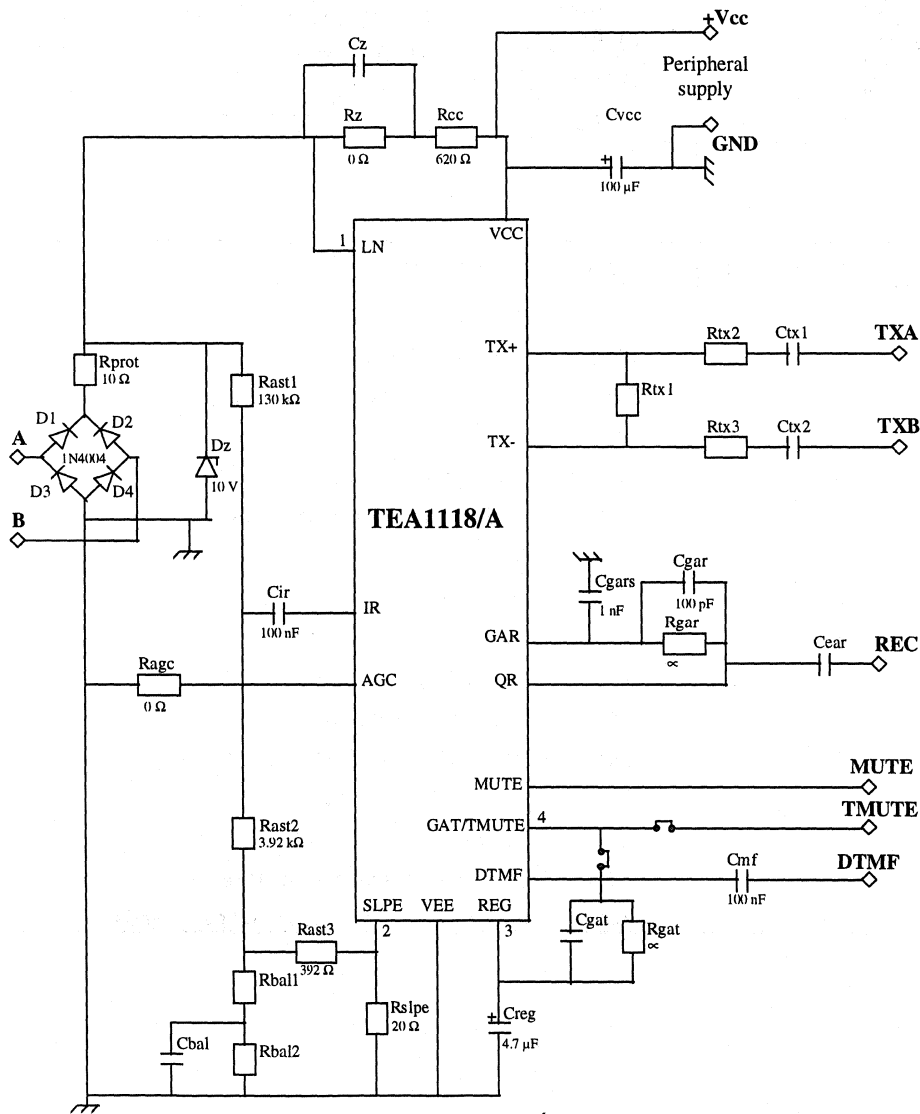 +Vcc
Cz
Peripheral
supply
Rz
0 Ω
Rcc
620 Ω
Cvcc
+
100 µF
GND
1
LN
VCC
Rprot
10 Ω
Rast1
130 kΩ
TX+
Rtx2
Ctx1
TXA
Rtx1
TX-
Rtx3
Ctx2
TXB
D1
D2
A
1N4004
D3
D4
Dz
10 V
B
TEA1118/A
Cgars
1 nF
Cgar
100 pF
Cir
100 nF
IR
GAR
Rgar
∝
Cear
REC
Ragc
0 Ω
AGC
QR
MUTE
MUTE
GAT/TMUTE
4
TMUTE
Rast2
3.92 kΩ
DTMF
Cmf
100 nF
DTMF
SLPE
VEE
REG
2
3
Cgat
Rgat
∝
Rast3
392 Ω
Rbal1
Rslpe
20 Ω
+
Creg
4.7 µF
Cbal
Rbal2